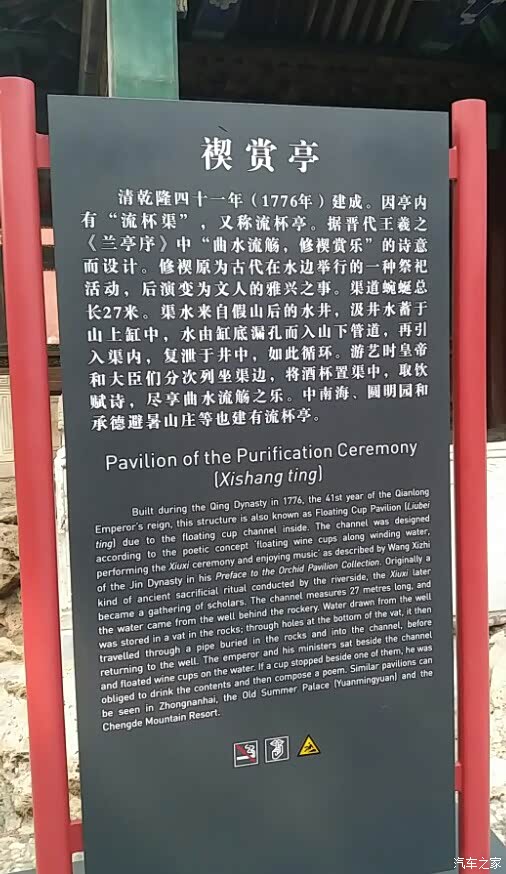 禊赏亭
清乾隆四十一年（1776年）建成。因亭内
有“流杯渠”，又称流杯亭。据晋代王羲之
《兰亭序》中“曲水流觞，修禊赏乐”的诗意
而设计。修禊原为古代在水边举行的一种祭祀
活动，后演变为文人的雅兴之事。渠道蜿蜒总
长27米。渠水来自假山后的水井，汲井水蓄于
山上缸中，水由缸底漏孔而入山下管道，再引
入渠内，复泄于井中，如此循环。游艺时皇帝
和大臣们分次列坐渠边，将酒杯置集中，取饮
赋诗，尽享曲水流觞之乐。中南海、圆明园和
承德避暑山庄等也建有流杯亭。
Pavilion of the Purification Ceremony
(Xishang ting)
Built during the Qing Dynasty in 1776, the 41st year of the Qianlong
Emperor's reign, this structure is also known as Floating Cup Pavilion (Liubei
ting) due to the floating cup channel inside. The channel was designed
according to the poetic concept 'floating wine cups along winding water,
performing the Xiuxi ceremony and enjoying music' as described by Wang Xizhi
of the Jin Dynasty in his Preface to the Orchid Pavilion Collection. Originally a
kind of ancient sacrificial ritual conducted by the riverside, the Xiuxi later
became a gathering of scholars. The channel measures 27 metres long, and
the water came from the well behind the rockery. Water drawn from the well
was stored in a vat in the rocks; through holes at the bottom of the vat, it then
travelled through a pipe buried in the rocks and into the channel, before
returning to the well. The emperor and his ministers sat beside the channel
and floated wine cups on the water. If a cup stopped beside one of them, he was
obliged to drink the contents and then compose a poem. Similar pavilions can
be seen in Zhongnanhai, the Old Summer Palace (Yuanmingyuan) and the
Chengde Mountain Resort.
汽车之家